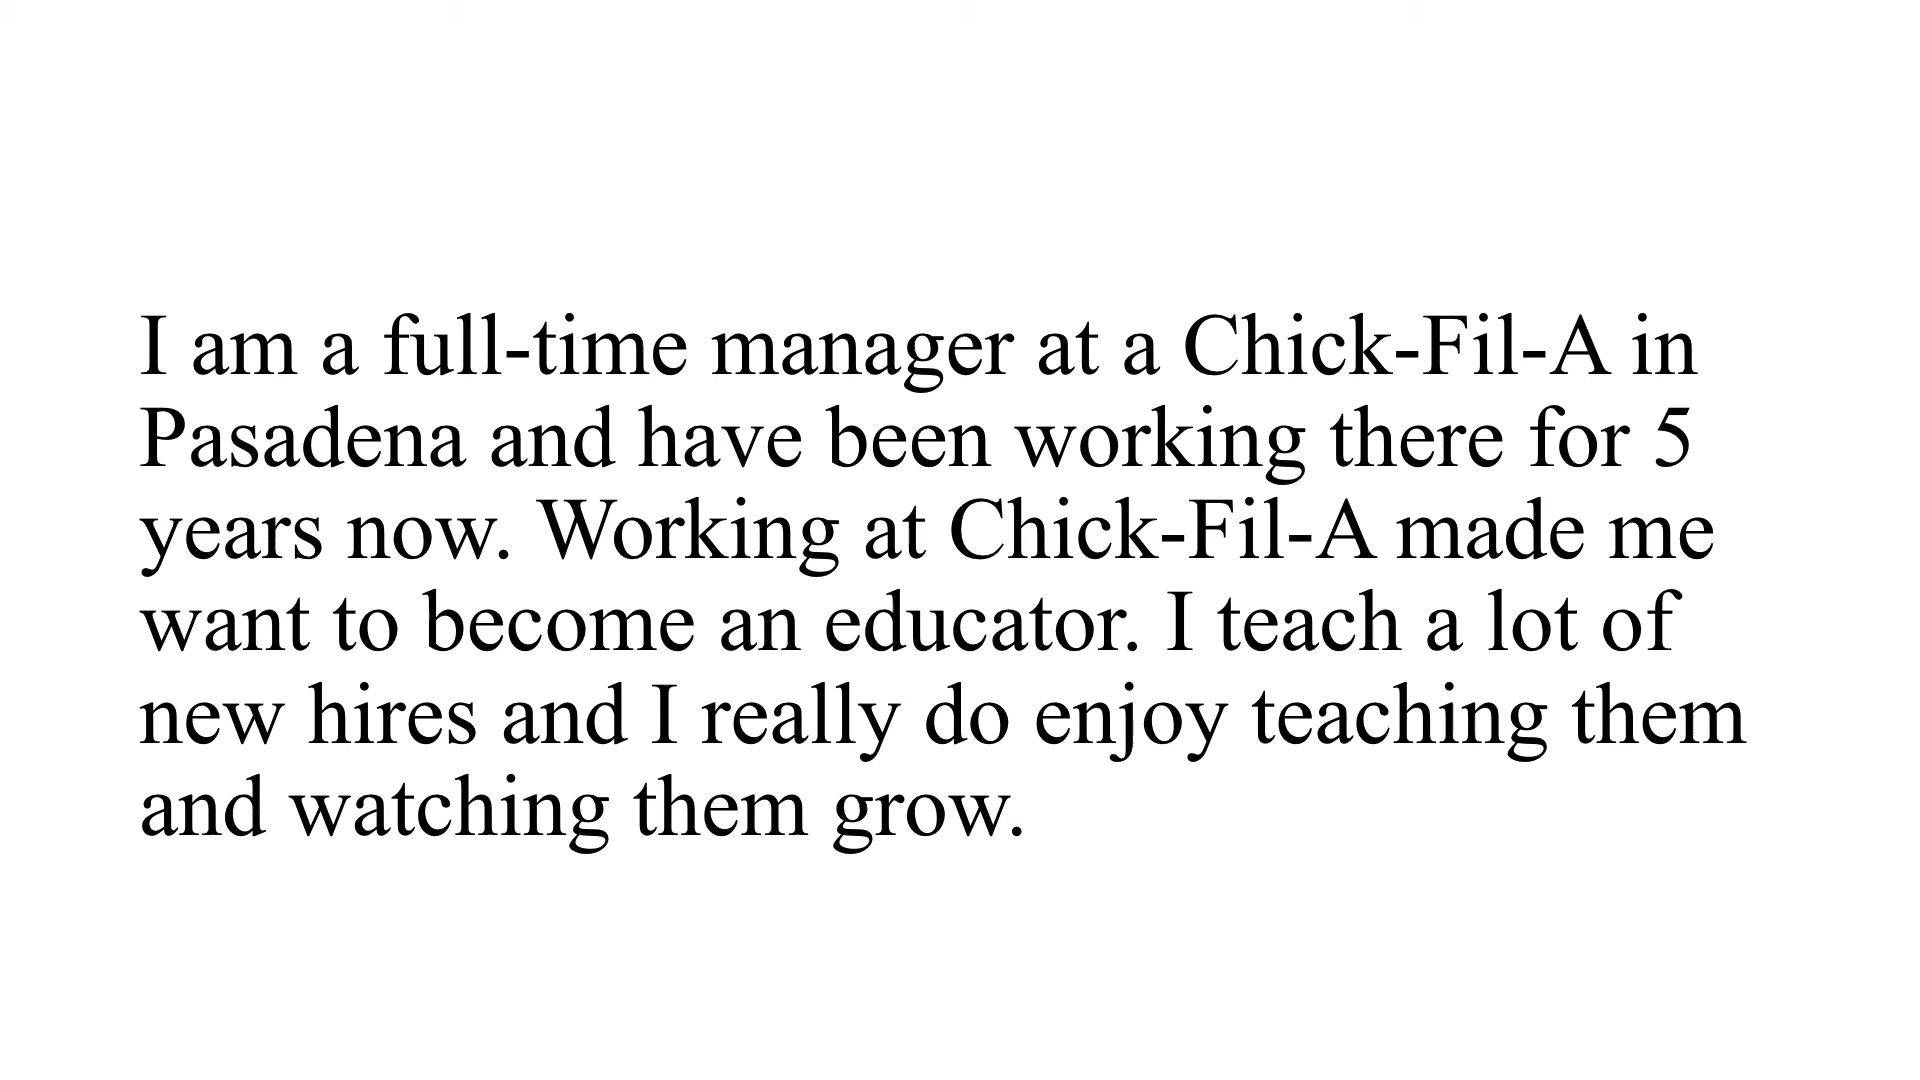 I am a full-time manager at a Chick-Fil-A in
Pasadena and have been working there for 5
years now. Working at Chick-Fil-A made me
want to become an educator. I teach a lot of
new hires and I really do enjoy teaching them
and watching them grow.